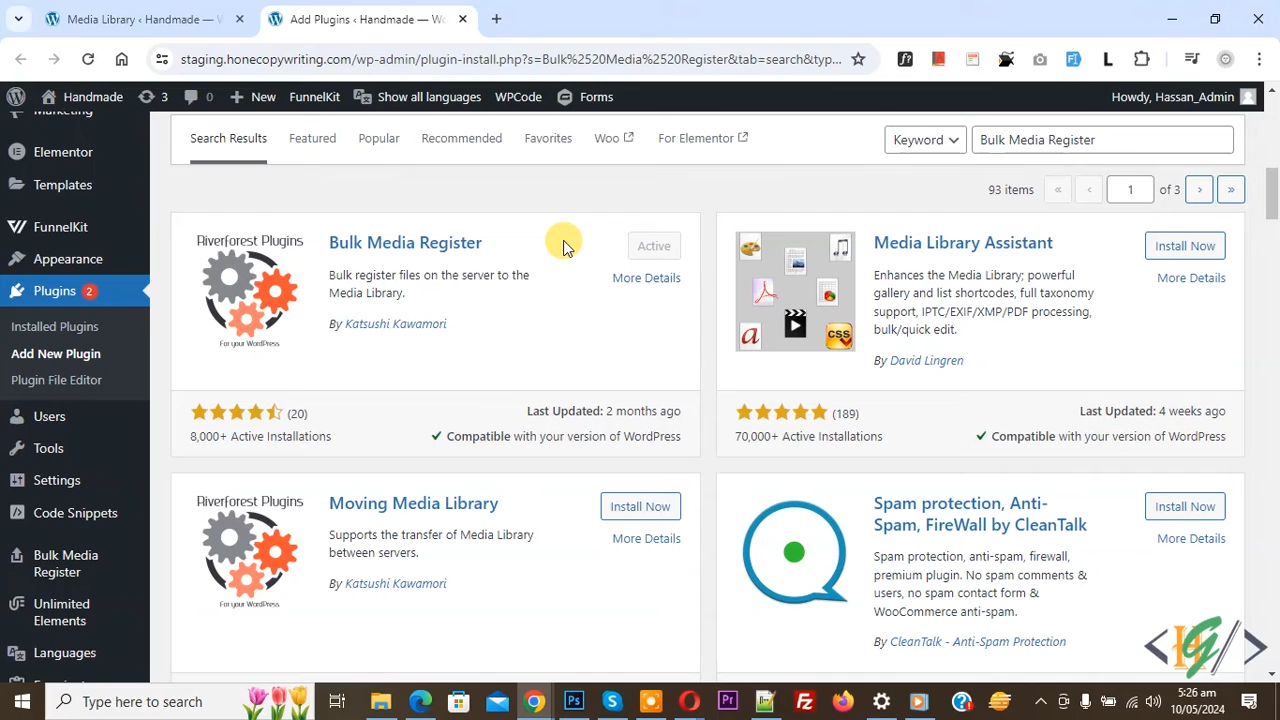 Media Library ‹ Handmade — W
Add Plugins ‹ Handmade — Wo
staging.homecopywriting.com/wp-admin/plugin-install.php?s=Bulk%2520Media%2520Register&tab=search&typ...
Handmade
3
0
New
FunnelKit
Show all languages
WPCode
Forms
Howdy, Hassan_Admin
Marketing
Elementor
Templates
FunnelKit
Appearance
Plugins 2
Installed Plugins
Add New Plugin
Plugin File Editor
Users
Tools
Settings
Code Snippets
Bulk Media
Register
Unlimited
Elements
Languages
Search Results
Featured
Popular
Recommended
Favorites
Woo
For Elementor
Keyword
Bulk Media Register
93 items « ‹ 1 of 3 › »
Riverforest Plugins
For your WordPress
Bulk Media Register
Active
More Details
Bulk register files on the server to the
Media Library.
By Katsushi Kawamori
(20)
Last Updated: 2 months ago
8,000+ Active Installations
Compatible with your version of WordPress
a
CSS
Media Library Assistant
Install Now
More Details
Enhances the Media Library; powerful
gallery and list shortcodes, full taxonomy
support, IPTC/EXIF/XMP/PDF processing,
bulk/quick edit.
By David Lingren
(189)
Last Updated: 4 weeks ago
70,000+ Active Installations
Compatible with your version of WordPress
Riverforest Plugins
For your WordPress
Moving Media Library
Install Now
More Details
Supports the transfer of Media Library
between servers.
By Katsushi Kawamori
Spam protection, Anti-
Spam, FireWall by CleanTalk
Install Now
More Details
Spam protection, anti-spam, firewall,
premium plugin. No spam comments &
users, no spam contact form &
WooCommerce anti-spam.
By CleanTalk - Anti-Spam Protection
Type here to search
5:26 am
10/05/2024